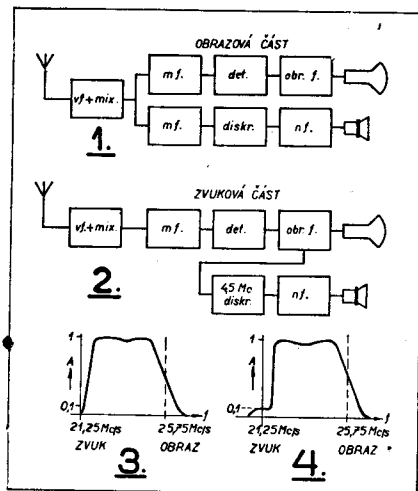 OBRAZOVÁ ČÁST
mf. det. obr. f.
vf.+mix.
mf. diskr. nf.
1.
ZVUKOVÁ ČÁST
vf.+mix. mf. det. obr. f.
2.
4,5 Mc
diskr. nf.
1
A
0,1
f
21,25 Mc/s 25,75 Mc/s
ZVUK OBRAZ
3.
1
A
0,1
f
21,25 Mc/s 25,75 Mc/s
ZVUK OBRAZ
4.